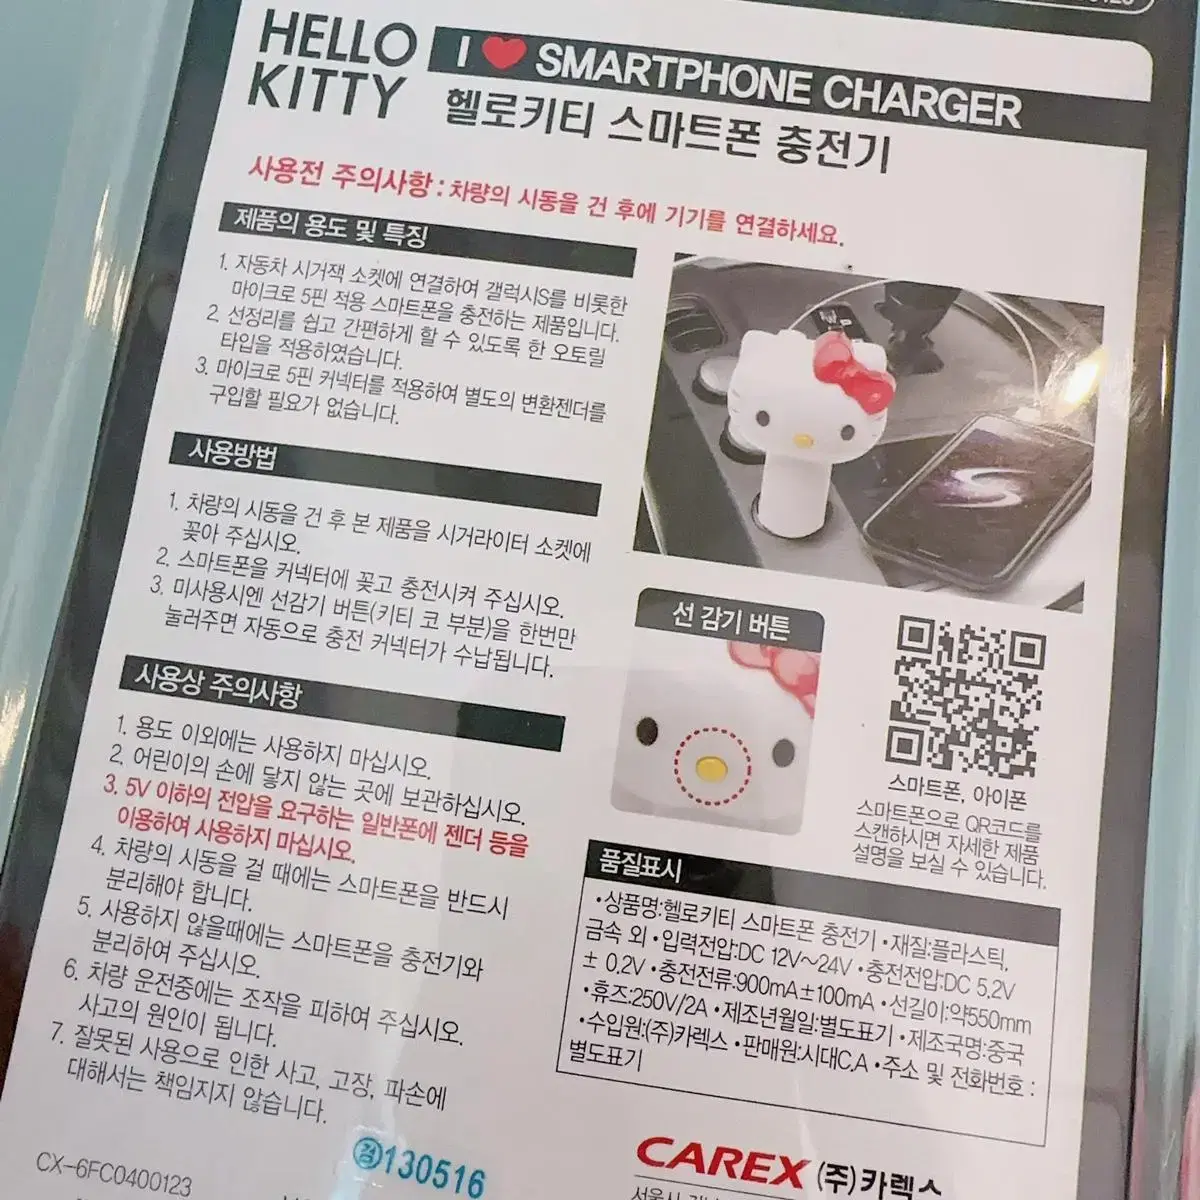 HELLO
KITTY
I ❤ SMARTPHONE CHARGER
헬로키티 스마트폰 충전기
사용전 주의사항 : 차량의 시동을 건 후에 기기를 연결하세요.
제품의 용도 및 특징
1. 자동차 시거잭 소켓에 연결하여 갤럭시S를 비롯한
마이크로 5핀 적용 스마트폰을 충전하는 제품입니다.
2. 선정리를 쉽고 간편하게 할 수 있도록 한 오토릴
타입을 적용하였습니다.
3. 마이크로 5핀 커넥터를 적용하여 별도의 변환젠더를
구입할 필요가 없습니다.
사용방법
1. 차량의 시동을 건 후 본 제품을 시거라이터 소켓에
꽂아 주십시오.
2. 스마트폰을 커넥터에 꽂고 충전시켜 주십시오.
3. 미사용시엔 선감기 버튼(키티 코 부분)을 한번만
눌러주면 자동으로 충전 커넥터가 수납됩니다.
사용상 주의사항
1. 용도 이외에는 사용하지 마십시오.
2. 어린이의 손에 닿지 않는 곳에 보관하십시오.
3. 5V 이하의 전압을 요구하는 일반폰에 젠더 등을
이용하여 사용하지 마십시오.
4. 차량의 시동을 걸 때에는 스마트폰을 반드시
분리해야 합니다.
5. 사용하지 않을때에는 스마트폰을 충전기와
분리하여 주십시오.
6. 차량 운전중에는 조작을 피하여 주십시오.
사고의 원인이 됩니다.
7. 잘못된 사용으로 인한 사고, 고장, 파손에
대해서는 책임지지 않습니다.
CX-6FC0400123
검130516
선 감기 버튼
스마트폰, 아이폰
스마트폰으로 QR코드를
스캔하시면 자세한 제품
설명을 보실 수 있습니다.
품질표시
•상품명:헬로키티 스마트폰 충전기 •재질:플라스틱,
금속 외 •입력전압:DC 12V~24V •충전전압:DC 5.2V
± 0.2V •충전전류:900mA±100mA •선길이:약550mm
•휴즈:250V/2A •제조년월일:별도표기 •제조국명:중국
•수입원:(주)카렉스 •판매원:시대C,A •주소 및 전화번호 :
별도표기
CAREX (주)카렉스